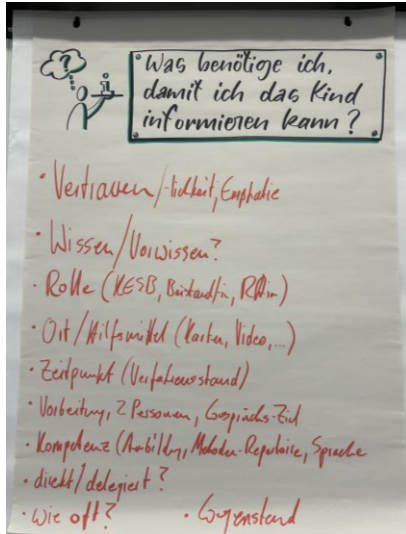 ?
i
Was benötige ich,
damit ich das Kind
informieren kann?
• Vertrauen/-lichkeit, Empathie
• Wissen/Vorwissen?
• Rolle (KESB, Beistand/in, RA/in)
• Ort/Hilfsmittel (Karten, Video, ...)
• Zeitpunkt (Verfahrensstand)
• Vorbereitung, 2 Personen, Gesprächs-Ziel
• Kompetenz (Ausbildung, Methoden-Repertoire, Sprache
• direkt/delegiert?
• Wie oft? • Gegenstand